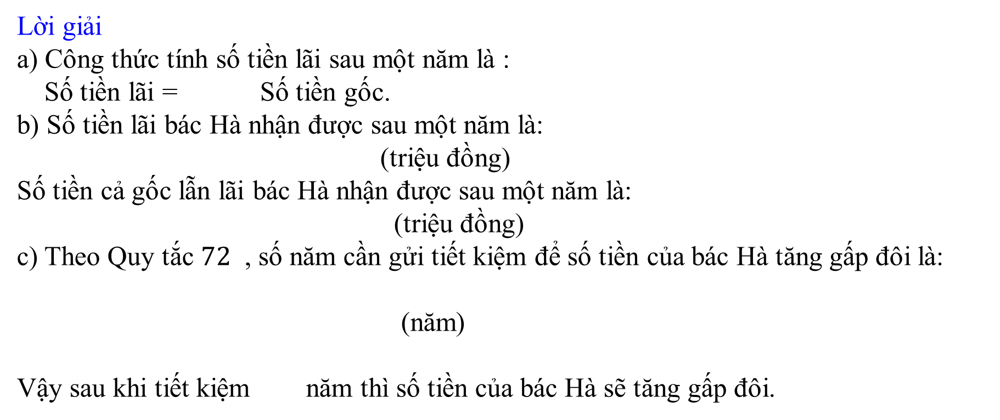 Lời giải
a) Công thức tính số tiền lãi sau một năm là :
Số tiền lãi = Số tiền gốc.
b) Số tiền lãi bác Hà nhận được sau một năm là:
(triệu đồng)
Số tiền cả gốc lẫn lãi bác Hà nhận được sau một năm là:
(triệu đồng)
c) Theo Quy tắc 72 , số năm cần gửi tiết kiệm để số tiền của bác Hà tăng gấp đôi là:
(năm)
Vậy sau khi tiết kiệm năm thì số tiền của bác Hà sẽ tăng gấp đôi.